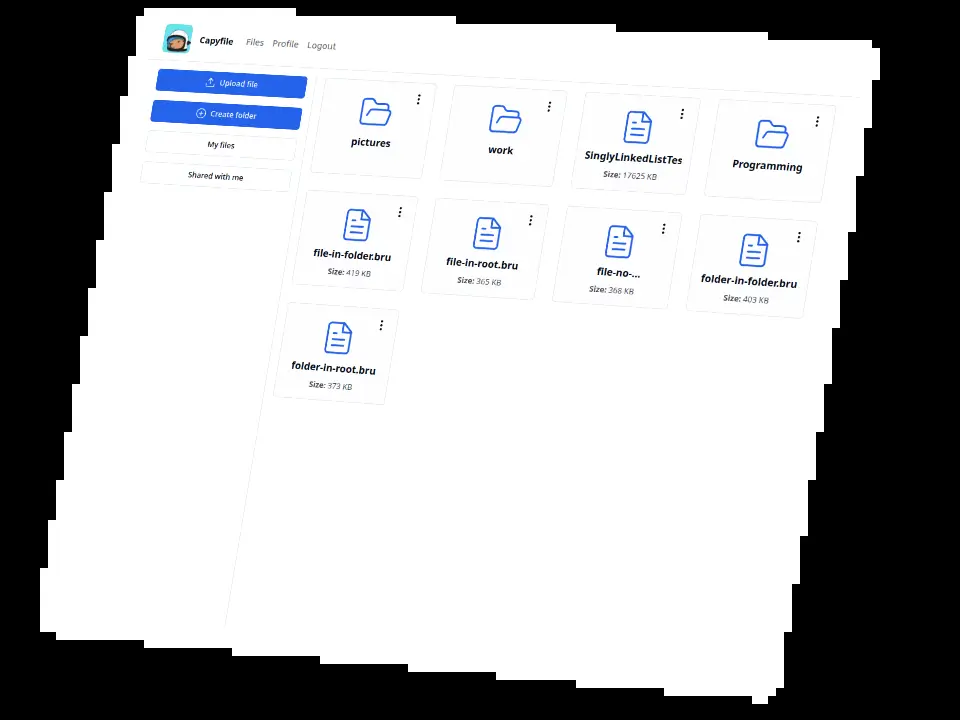 Capyfile Files Profile Logout
Upload file
Create folder
My files
Shared with me
pictures
work
SinglyLinkedListTes
Size: 17625 KB
Programming
file-in-folder.bru
Size: 419 KB
file-in-root.bru
Size: 365 KB
file-no-...
Size: 368 KB
folder-in-folder.bru
Size: 403 KB
folder-in-root.bru
Size: 373 KB